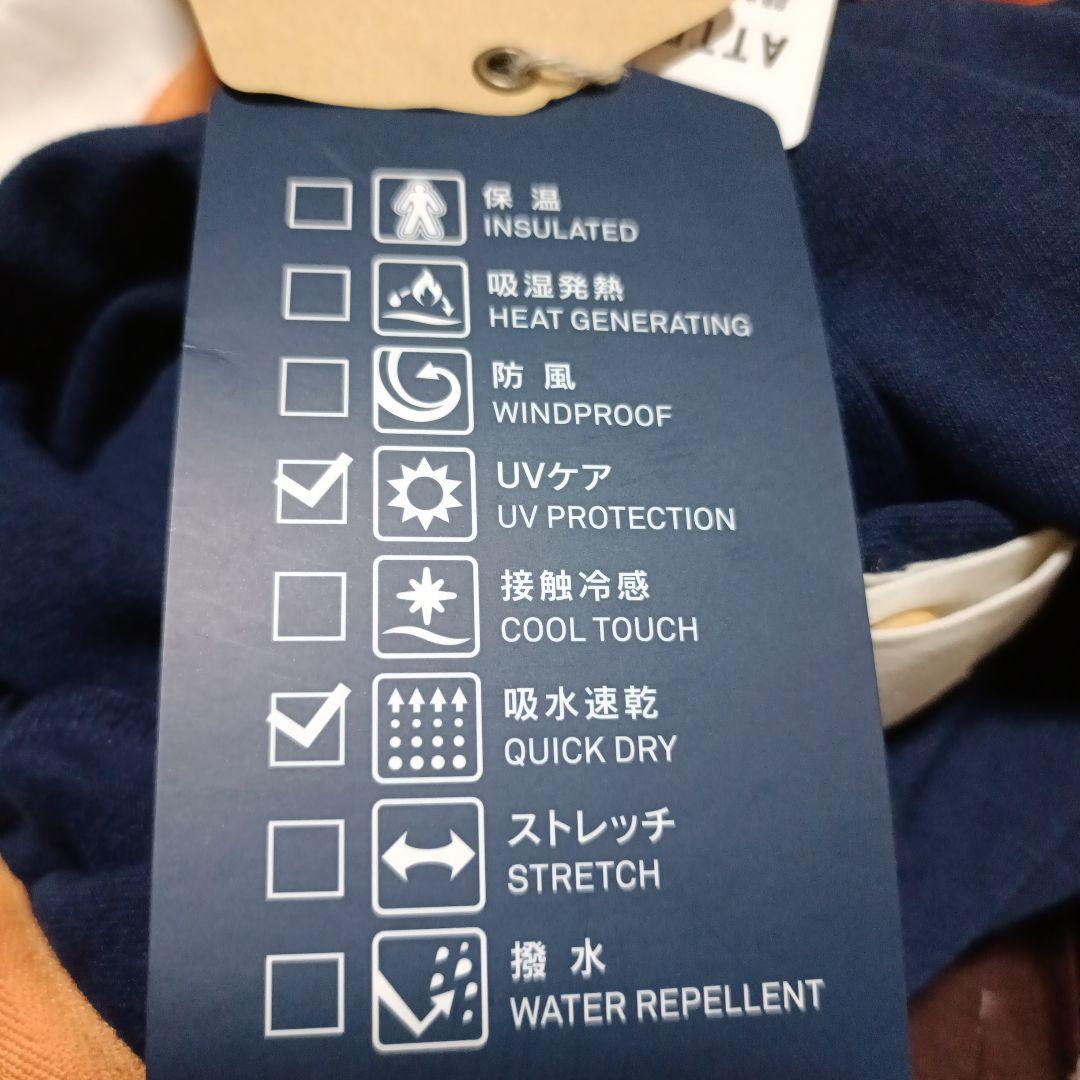 保温
INSULATED
吸湿発熱
HEAT GENERATING
防風
WINDPROOF
UVケア
UV PROTECTION
接触冷感
COOL TOUCH
吸水速乾
QUICK DRY
ストレッチ
STRETCH
撥水
WATER REPELLENT